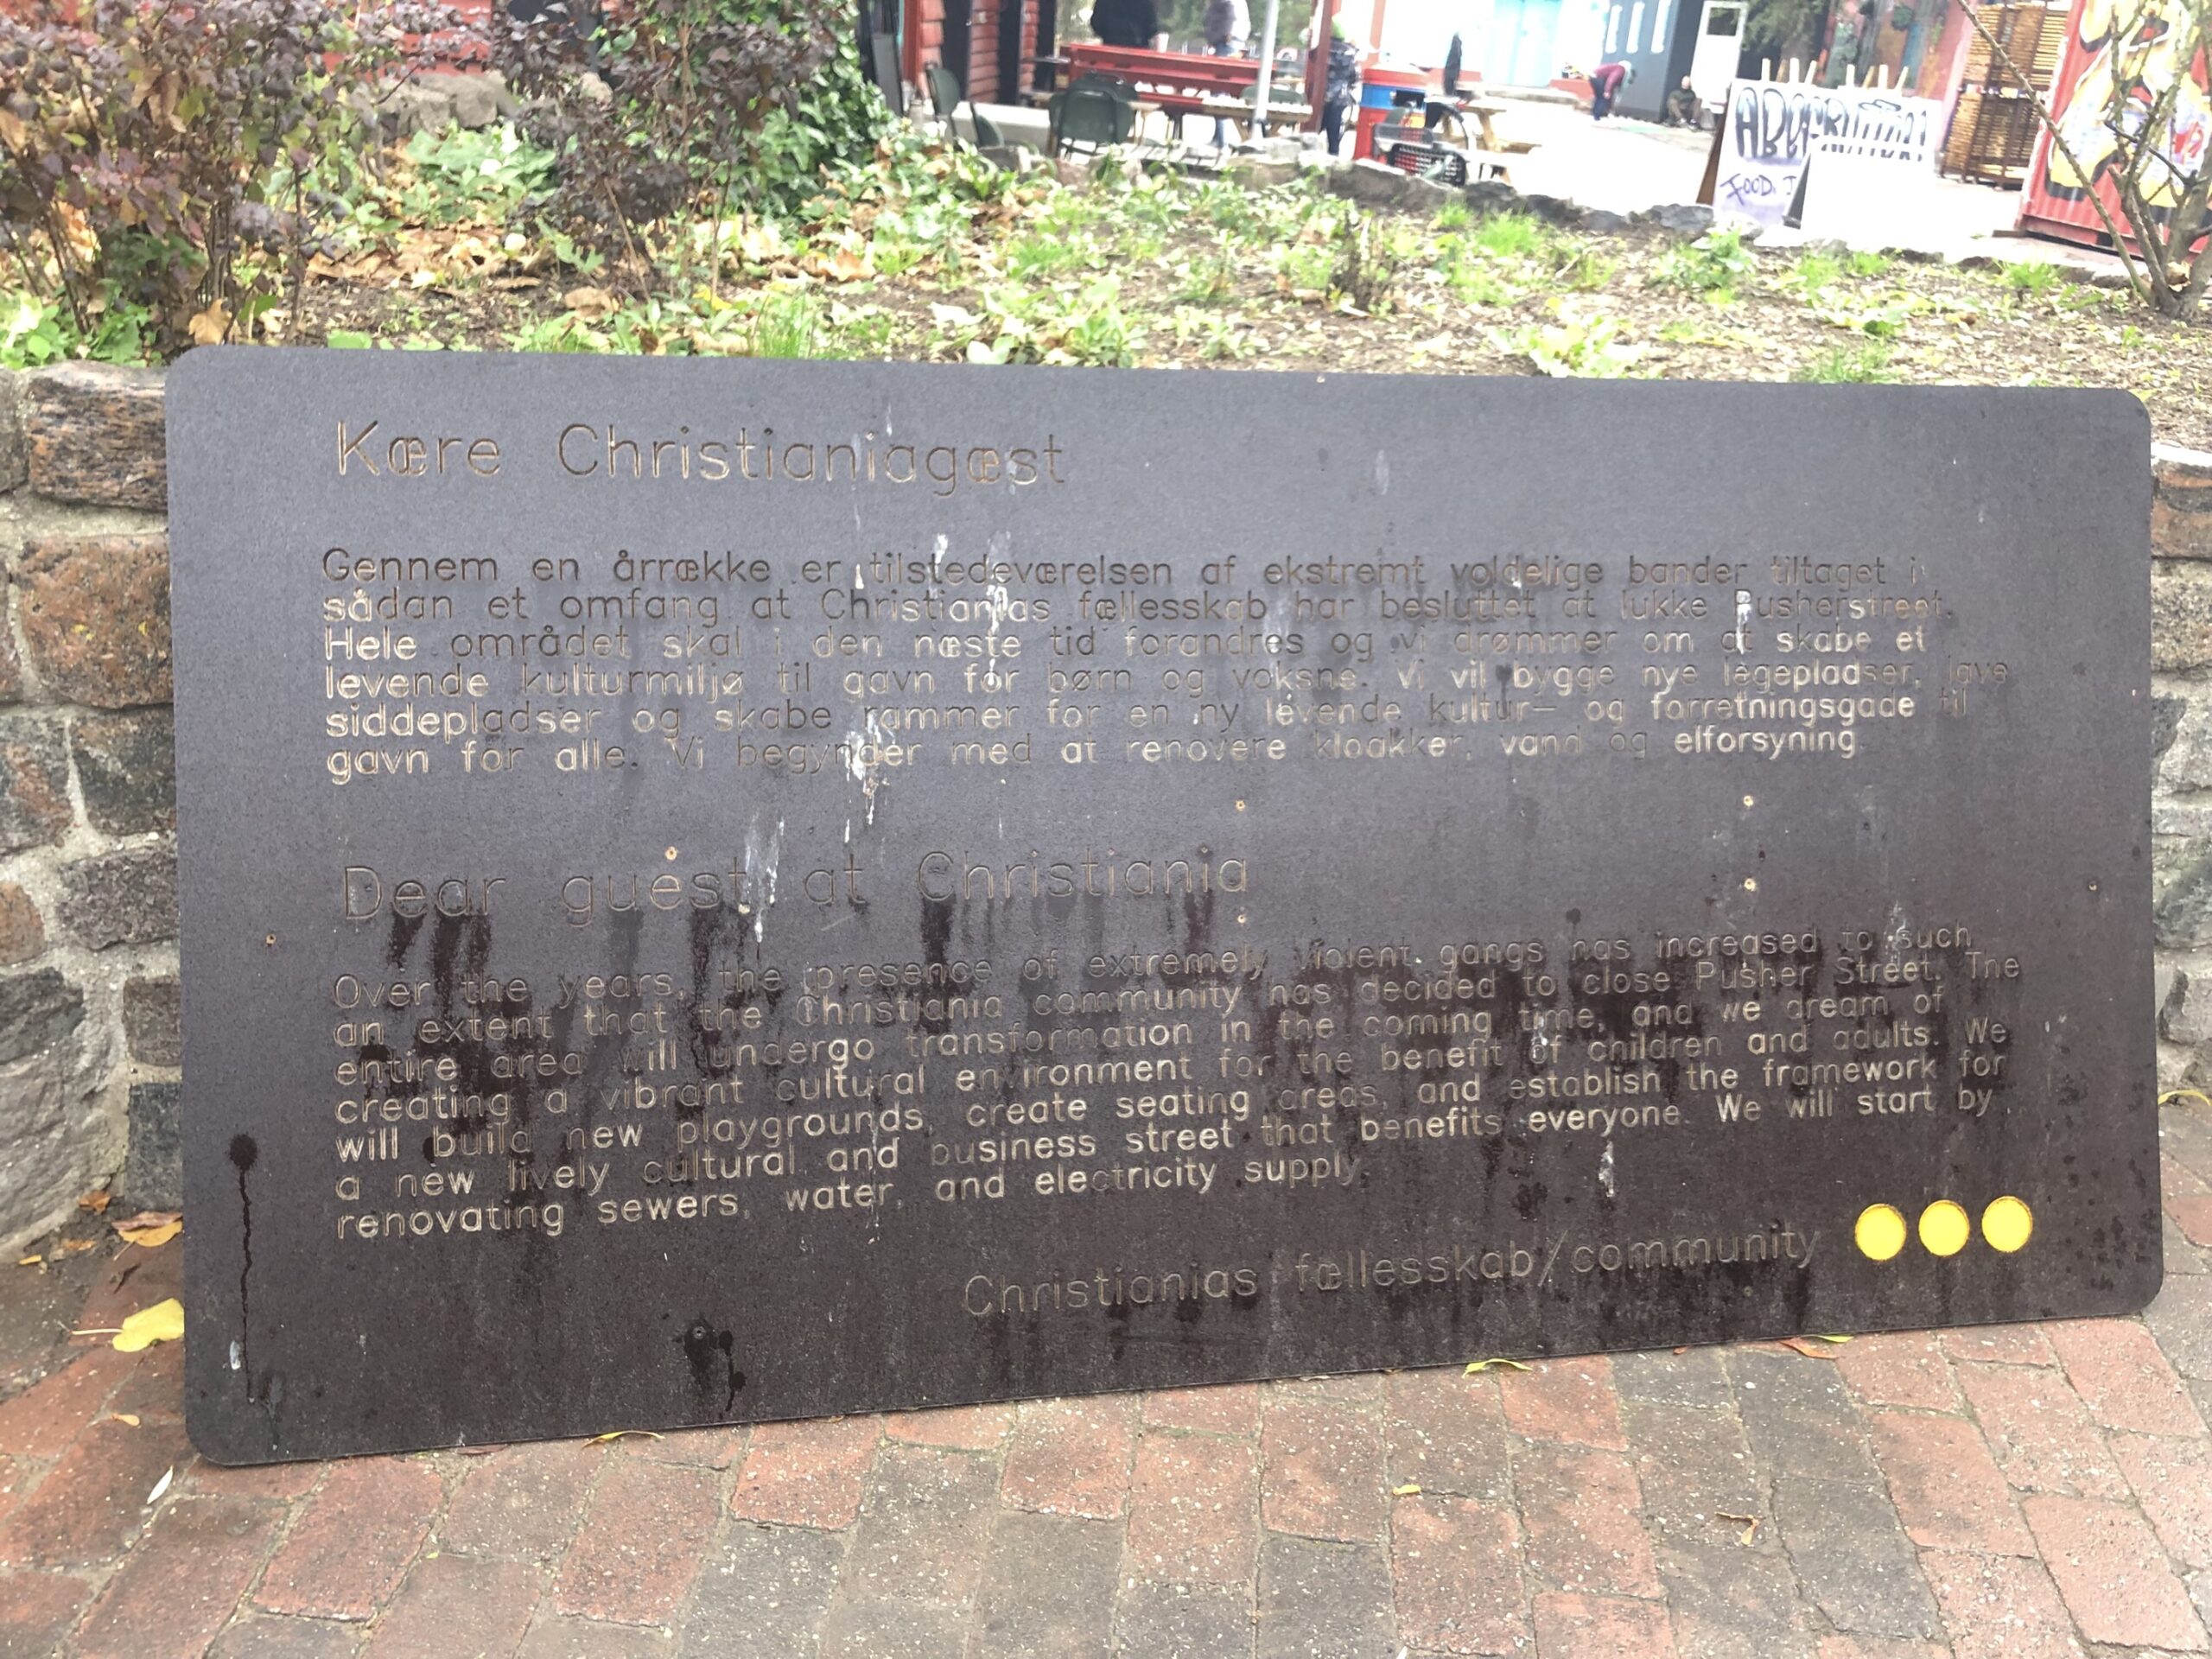 Kære Christianiagæst
Gennem en årrække er tilstedeværelsen af ekstremt voldelige bander tiltaget i
sådan et omfang at Christianias fællesskab har besluttet at lukke Pusherstreet.
Hele området skal i den næste tid forandres og vi drømmer om at skabe et
levende kulturmiljø til gavn for børn og voksne. Vi vil bygge nye legepladser, lave
siddepladser og skabe rammer for en ny levende kultur- og forretningsgade til
gavn for alle. Vi begynder med at renovere kloakker, vand og elforsyning.
Dear guest at Christiania
Over the years, the presence of extremely violent gangs has increased to such
an extent that the Christiania community has decided to close Pusher Street. The
entire area will undergo transformation in the coming time, and we dream of
creating a vibrant cultural environment for the benefit of children and adults. We
will build new playgrounds, create seating areas, and establish the framework for
a new lively cultural and business street that benefits everyone. We will start by
renovating sewers, water, and electricity supply.
Christianias fællesskab/community
FOOD